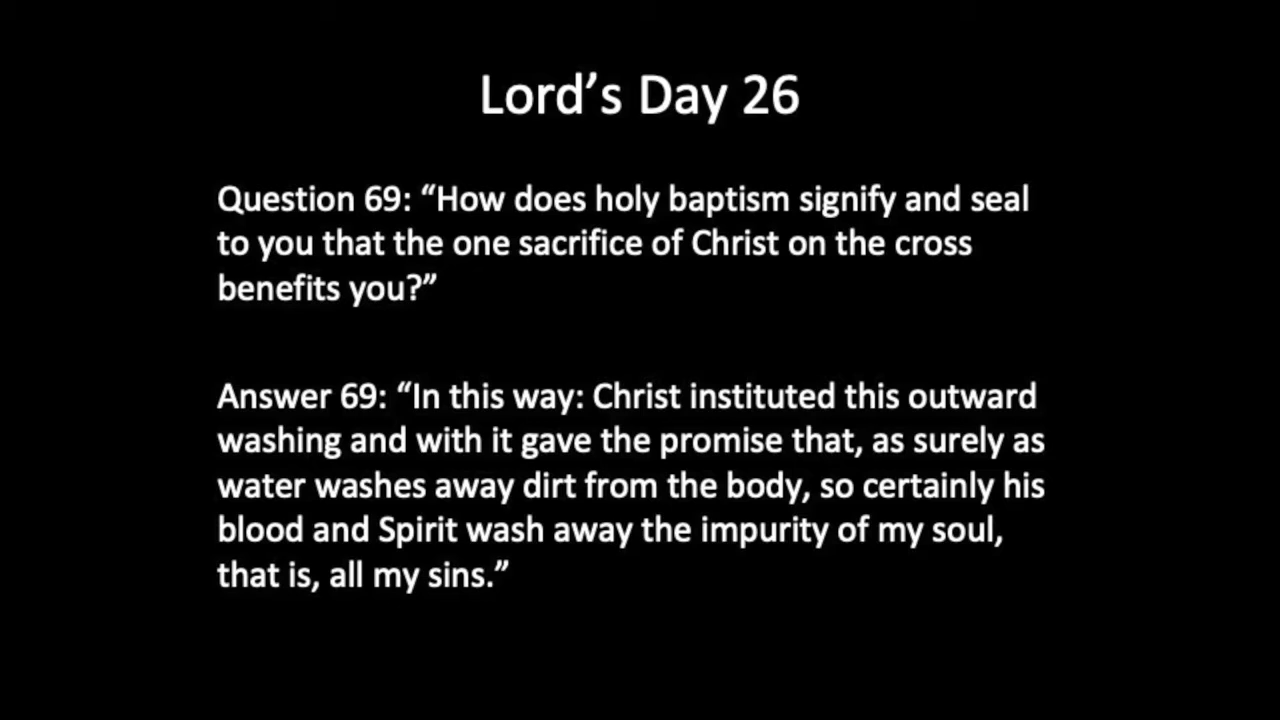 Lord’s Day 26
Question 69: “How does holy baptism signify and seal
to you that the one sacrifice of Christ on the cross
benefits you?”
Answer 69: “In this way: Christ instituted this outward
washing and with it gave the promise that, as surely as
water washes away dirt from the body, so certainly his
blood and Spirit wash away the impurity of my soul,
that is, all my sins.”